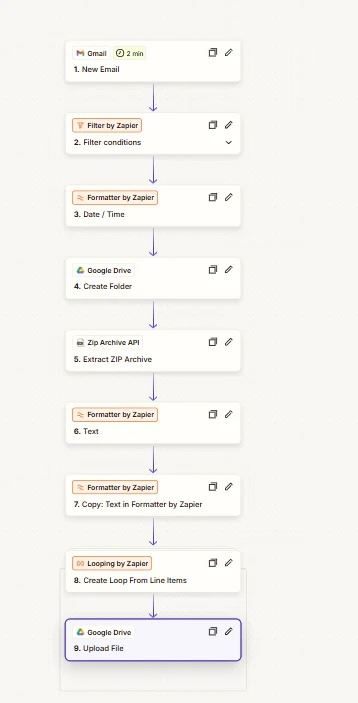 Gmail 2 min
1. New Email
Filter by Zapier
2. Filter conditions
Formatter by Zapier
3. Date / Time
Google Drive
4. Create Folder
Zip Archive API
5. Extract ZIP Archive
Formatter by Zapier
6. Text
Formatter by Zapier
7. Copy: Text in Formatter by Zapier
Looping by Zapier
8. Create Loop From Line Items
Google Drive
9. Upload File